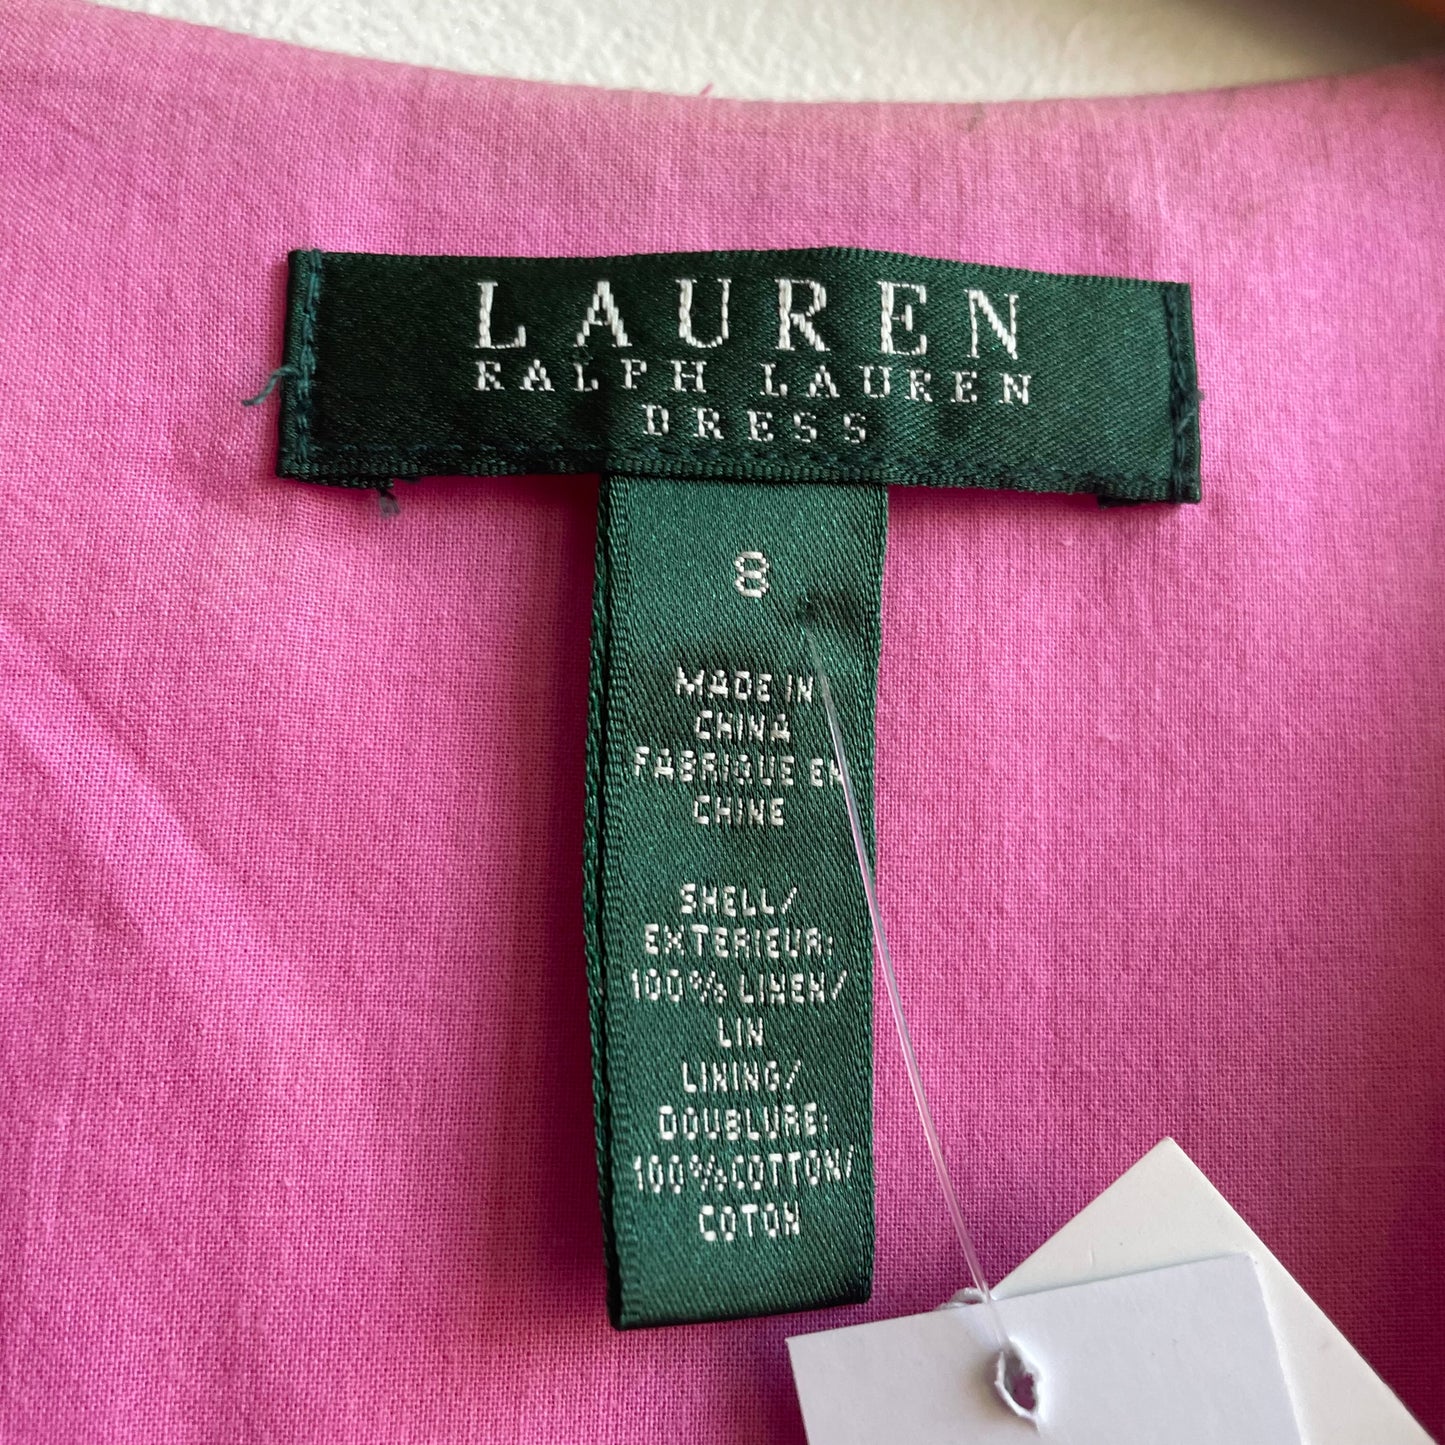 LAUREN
RALPH LAUREN
DRESS
8
MADE IN
CHINA
FABRIQUE EN
CHINE
SHELL/
EXTERIEUR:
100% LINEN/
LIN
LINING/
DOUBLURE:
100%COTTON/
COTON